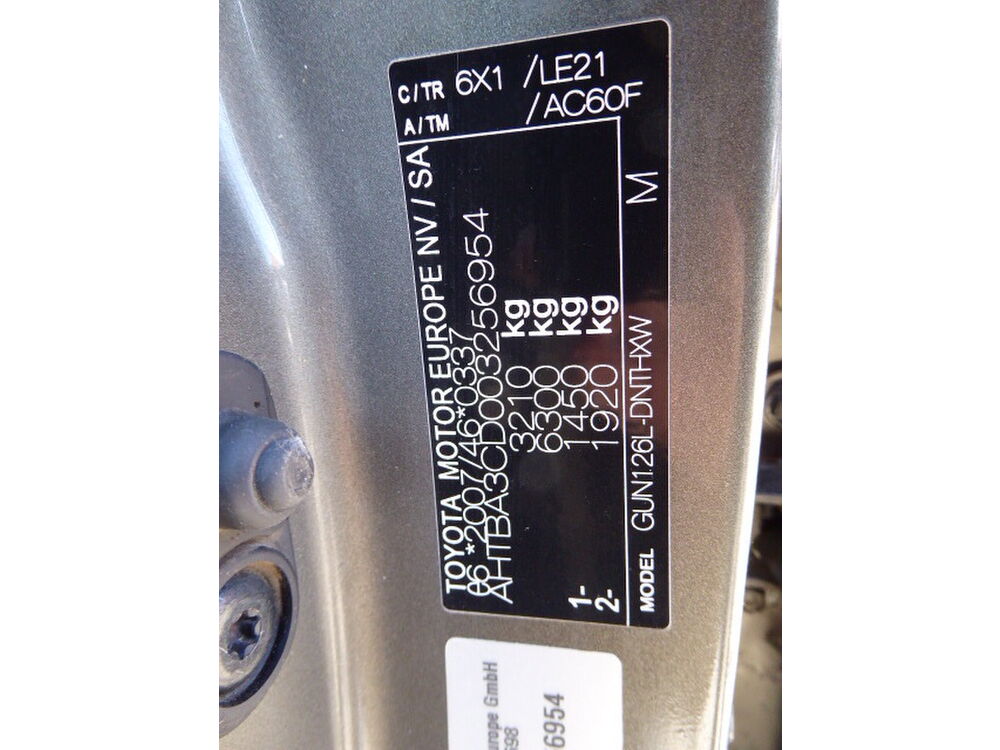 TOYOTA MOTOR EUROPE NV / SA
*2007/46*0337
AHTBA3CD003256954
3210 kg
6300 kg
1- 1450 kg
2- 1920 kg
MODEL GUN126L-DNTHXW M
C/TR 6X1 /LE21
A/TM /AC60F
GmbH
6954